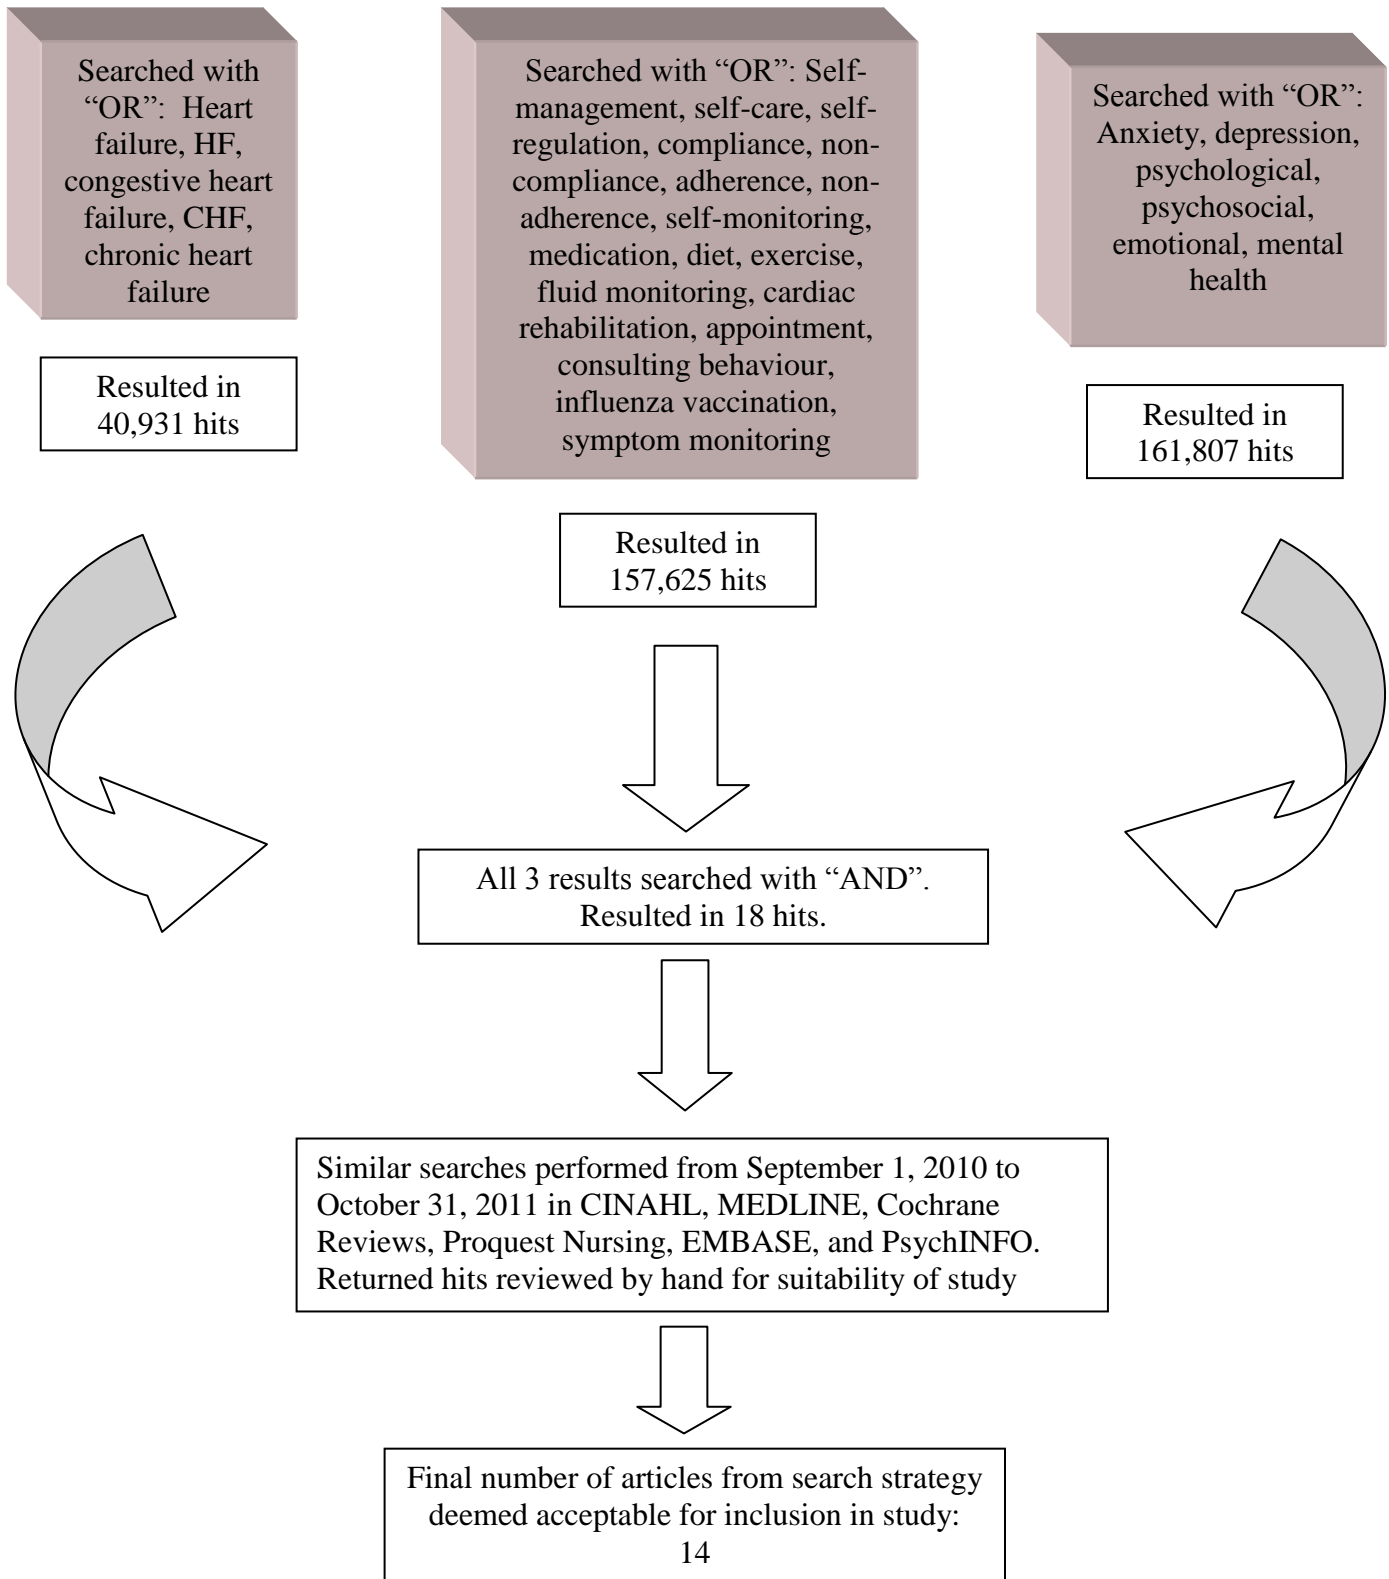 Searched with
“OR”: Heart
failure, HF,
congestive heart
failure, CHF,
chronic heart
failure
Resulted in
40,931 hits
Searched with “OR”: Self-
management, self-care, self-
regulation, compliance, non-
compliance, adherence, non-
adherence, self-monitoring,
medication, diet, exercise,
fluid monitoring, cardiac
rehabilitation, appointment,
consulting behaviour,
influenza vaccination,
symptom monitoring
Resulted in
157,625 hits
Searched with “OR”:
Anxiety, depression,
psychological,
psychosocial,
emotional, mental
health
Resulted in
161,807 hits
All 3 results searched with “AND”.
Resulted in 18 hits.
Similar searches performed from September 1, 2010 to
October 31, 2011 in CINAHL, MEDLINE, Cochrane
Reviews, Proquest Nursing, EMBASE, and PsychINFO.
Returned hits reviewed by hand for suitability of study
Final number of articles from search strategy
deemed acceptable for inclusion in study:
14